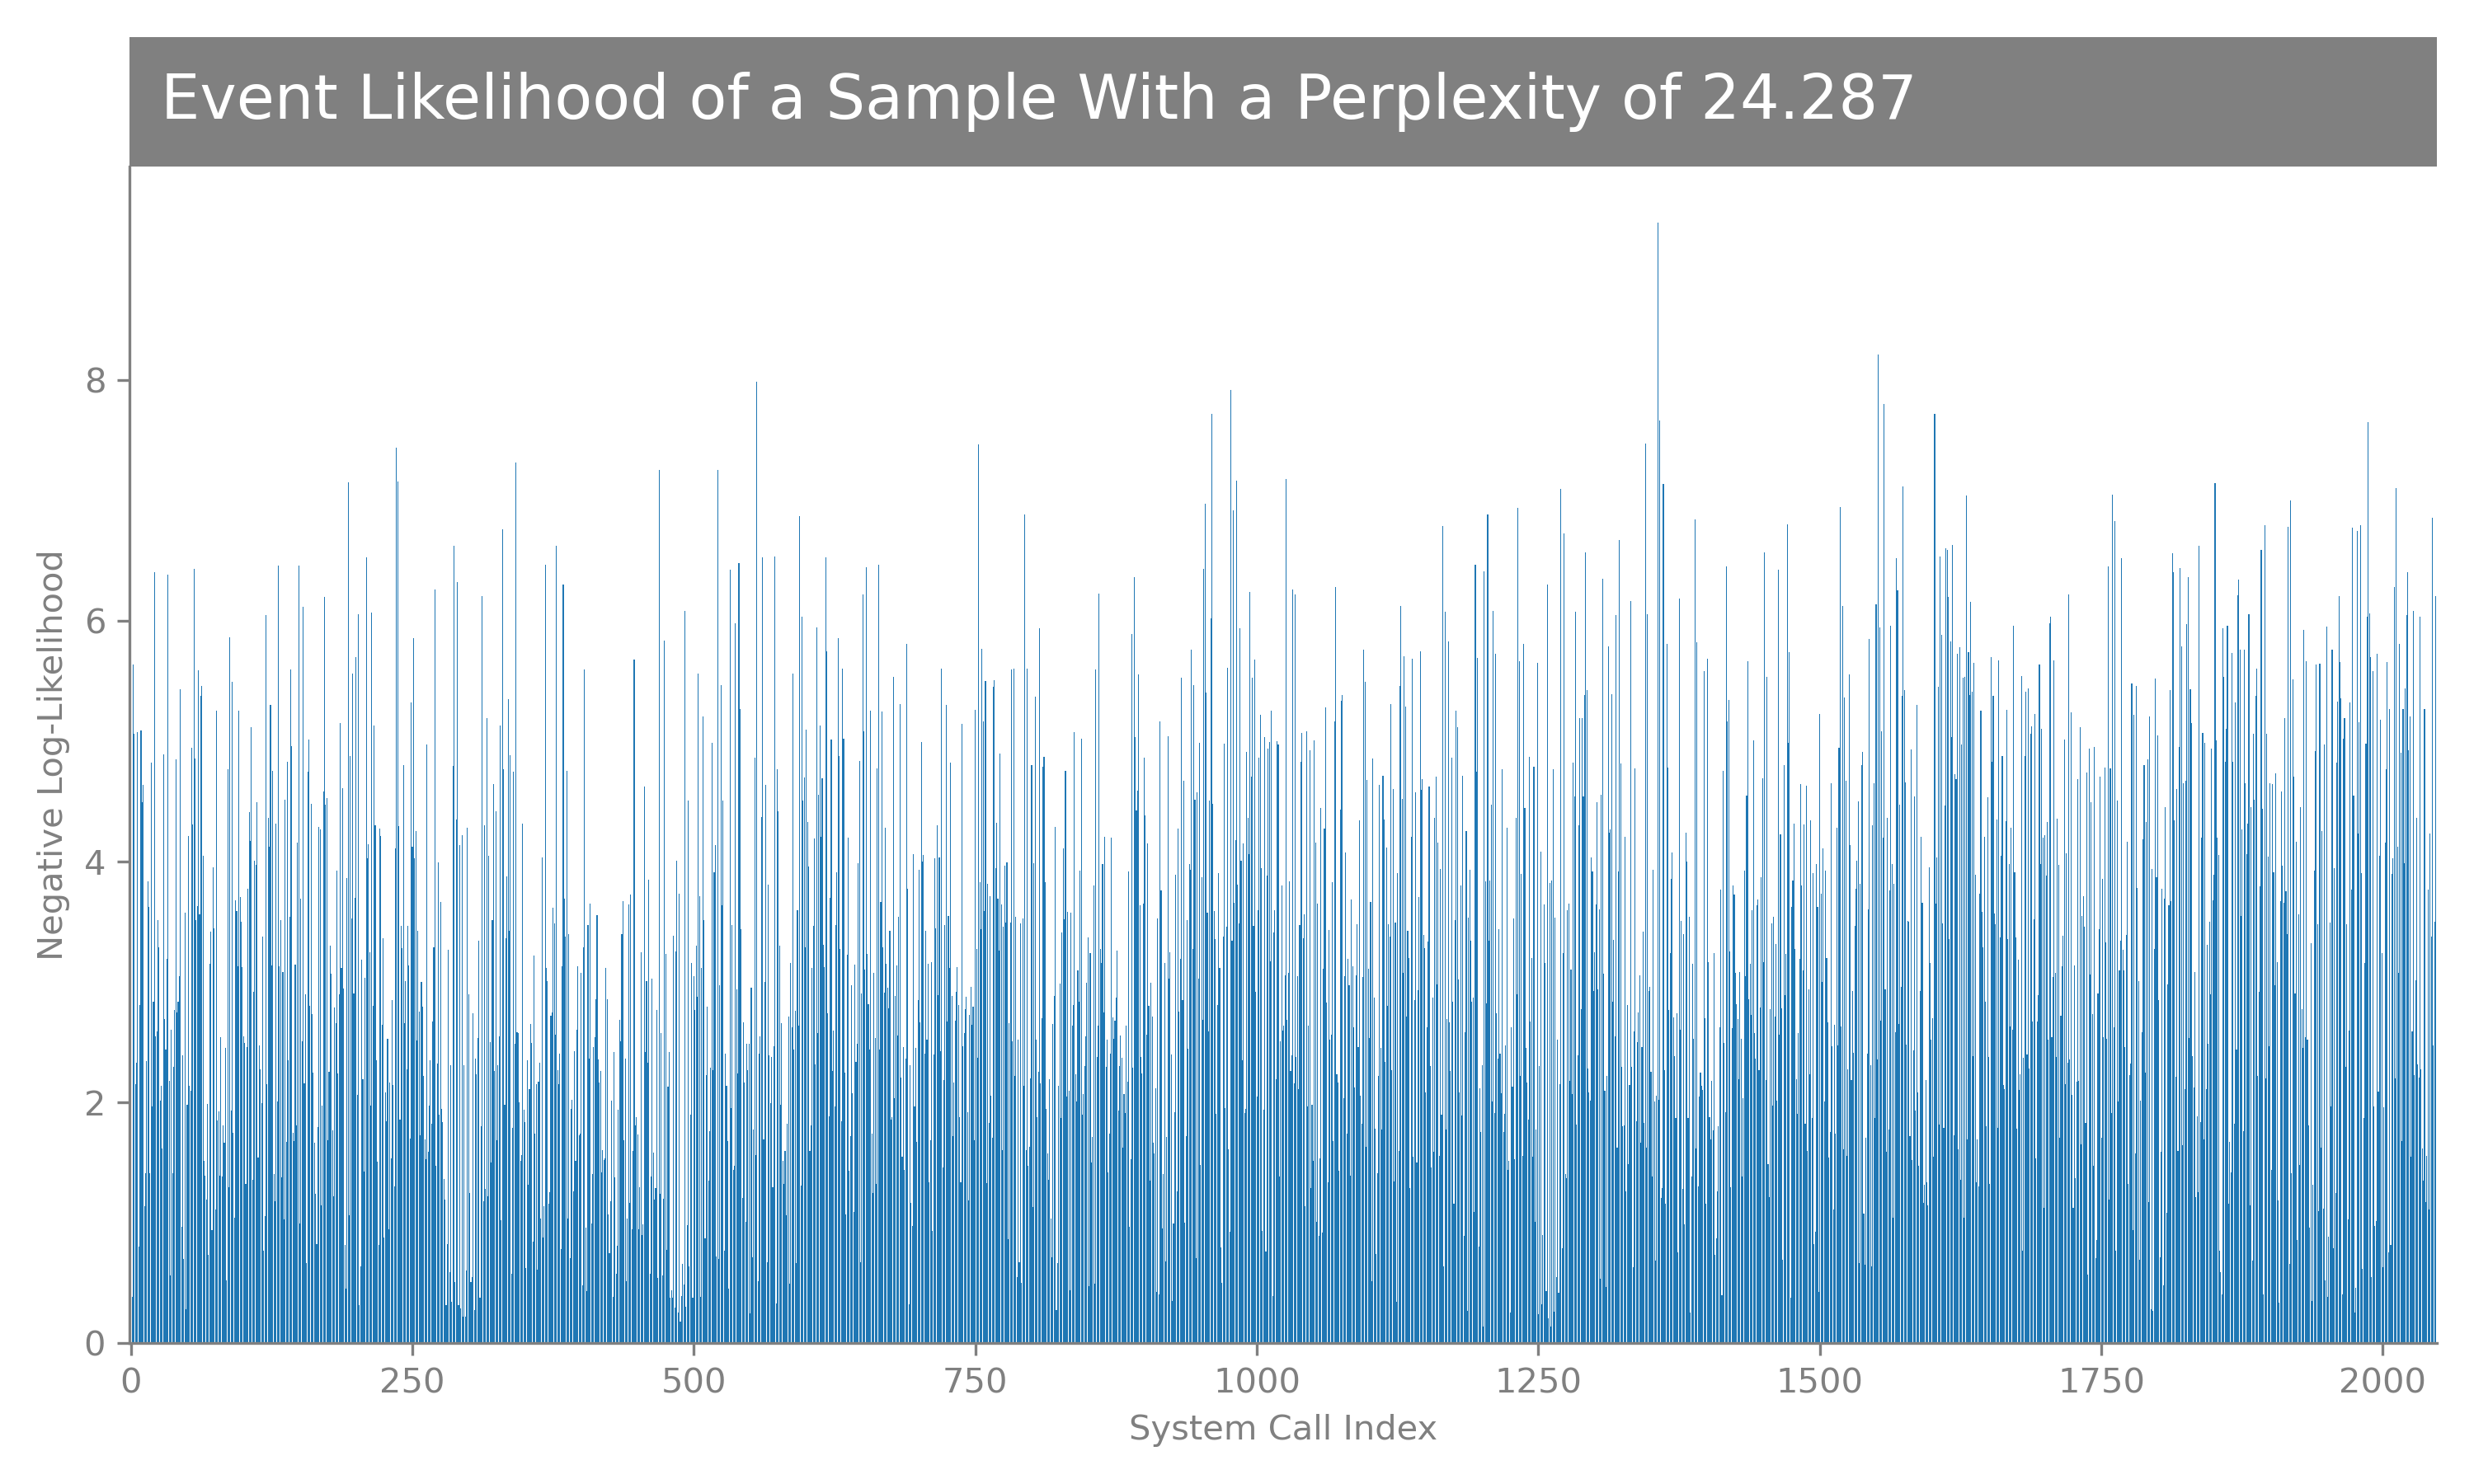 Event Likelihood of a Sample With a Perplexity of 24.287
Negative Log-Likelihood
8
6
4
2
0
0 250 500 750 1000 1250 1500 1750 2000
System Call Index